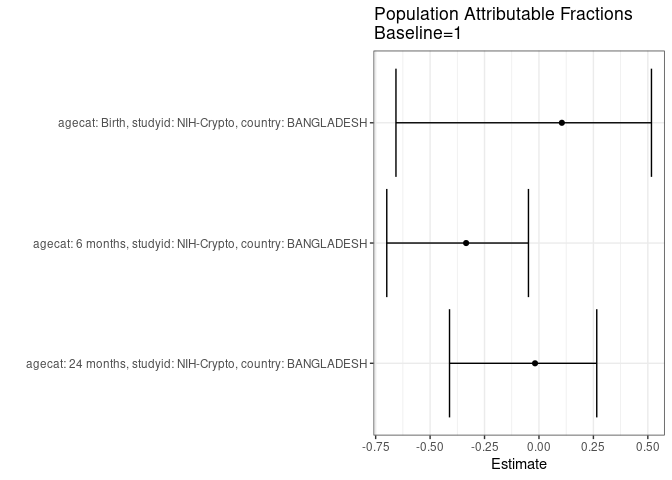 Population Attributable Fractions
Baseline=1
agecat: Birth, studyid: NIH-Crypto, country: BANGLADESH
agecat: 6 months, studyid: NIH-Crypto, country: BANGLADESH
agecat: 24 months, studyid: NIH-Crypto, country: BANGLADESH
-0.75 -0.50 -0.25 0.00 0.25 0.50
Estimate